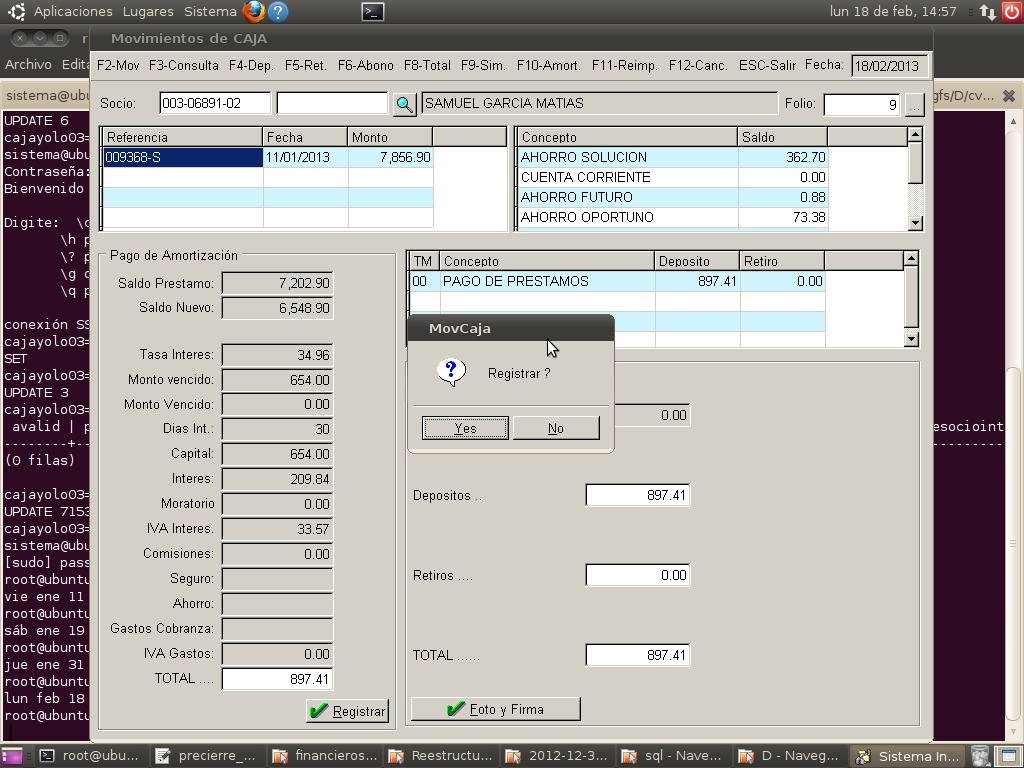 Aplicaciones Lugares Sistema lun 18 de feb, 14:57
Movimientos de CAJA
Archivo Edita
F2-Mov F3-Consulta F4-Dep. F5-Ret. F6-Abono F8-Total F9-Sim. F10-Amort. F11-Reimp. F12-Canc. ESC-Salir Fecha: 18/02/2013
sistema@ubu
gfs/D/cv...
Socio: 003-06891-02 SAMUEL GARCIA MATIAS Folio: 9 ...
Referencia Fecha Monto
009368-S 11/01/2013 7,856.90
Concepto Saldo
AHORRO SOLUCION 362.70
CUENTA CORRIENTE 0.00
AHORRO FUTURO 0.88
AHORRO OPORTUNO 73.38
Pago de Amortización
Saldo Prestamo: 7,202.90
Saldo Nuevo: 6,548.90
Tasa Interes: 34.96
Monto vencido: 654.00
Monto Vencido: 0.00
Dias Int.: 30
Capital: 654.00
Interes: 209.84
Moratorio 0.00
IVA Interes. 33.57
Comisiones: 0.00
Seguro:
Ahorro:
Gastos Cobranza:
IVA Gastos: 0.00
TOTAL .... 897.41
Registrar
TM Concepto Deposito Retiro
00 PAGO DE PRESTAMOS 897.41 0.00
MovCaja
Registrar ?
Yes No
0.00
Depositos .. 897.41
Retiros .... 0.00
TOTAL ...... 897.41
Foto y Firma
UPDATE 6
cajayolo03=
sistema@ubu
Contraseña:
Bienvenido
Digite: \c
\h p
\? p
\g o
\q p
conexión SS
cajayolo03=
SET
cajayolo03=
UPDATE 3
cajayolo03=
avalid | p
esocioint
--------+--
(0 filas)
cajayolo03=
UPDATE 7153
cajayolo03=
sistema@ubu
[sudo] pass
root@ubuntu
vie ene 11
root@ubuntu
sáb ene 19
root@ubuntu
jue ene 31
root@ubuntu
lun feb 18
root@ubuntu
root@ubu... precierre_... financieros... Reestructu... 2012-12-3... sql - Nave... D - Naveg... Sistema In...